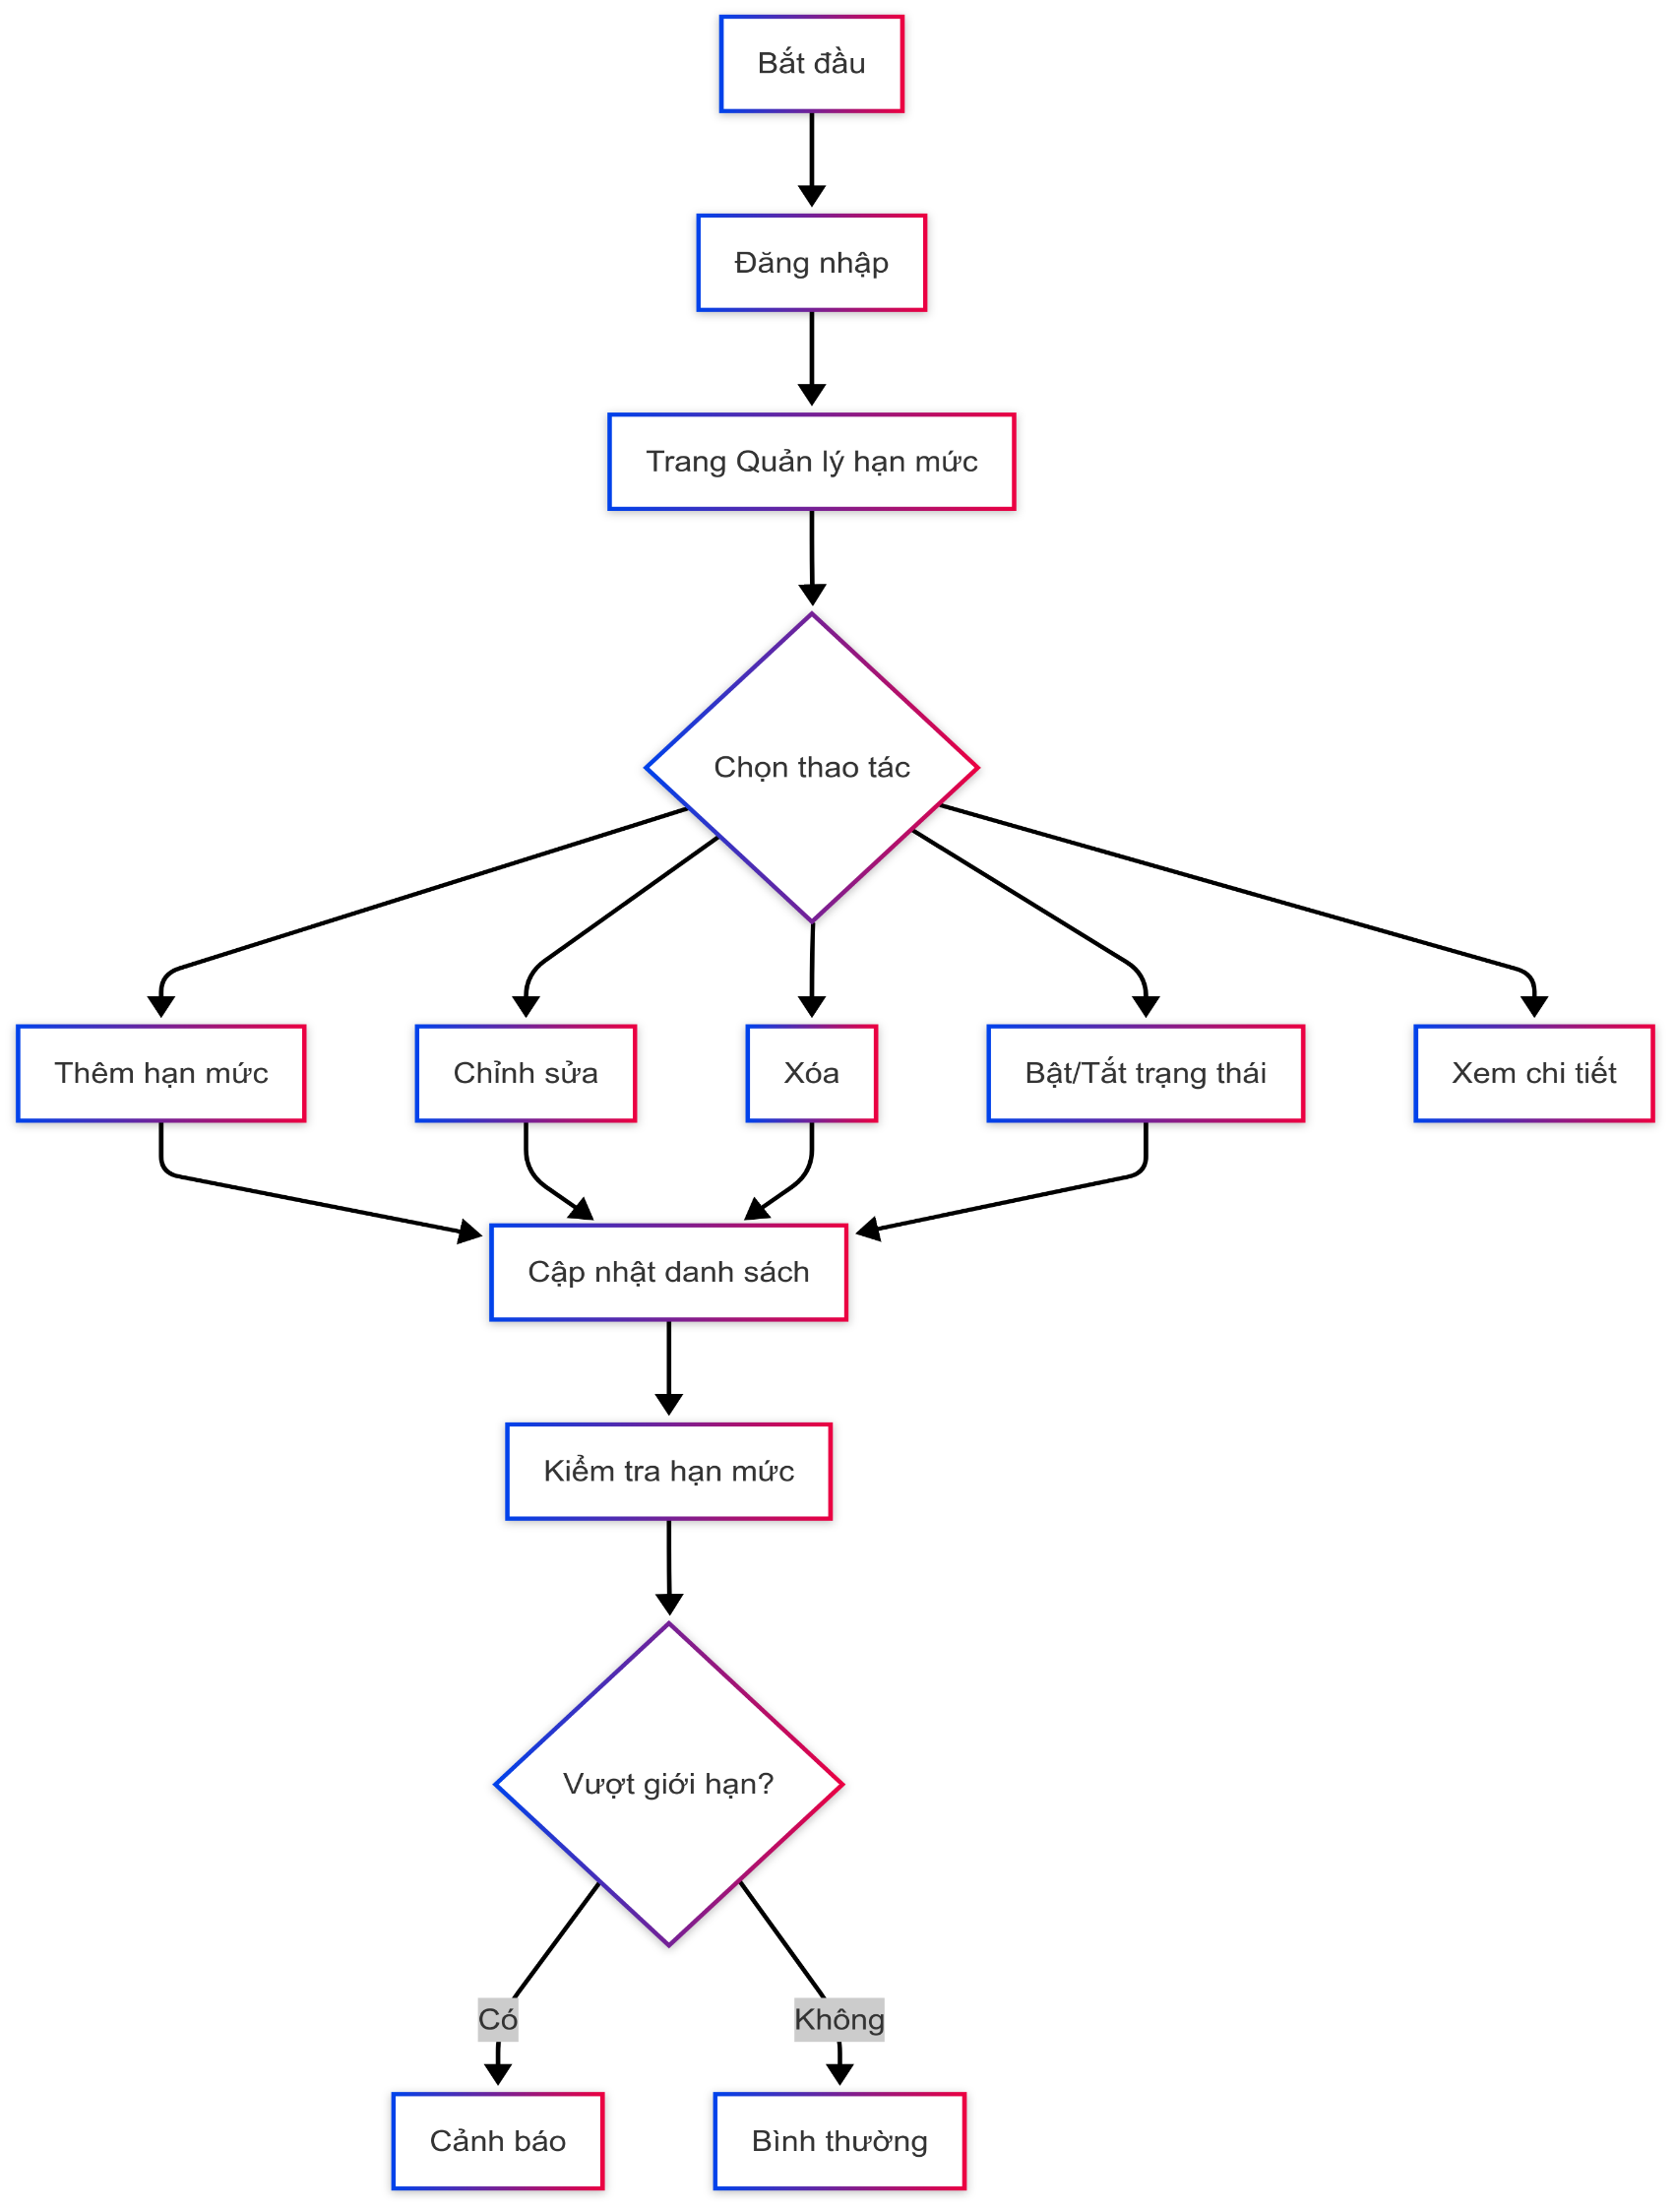 Bắt đầu
Đăng nhập
Trang Quản lý hạn mức
Chọn thao tác
Thêm hạn mức
Chỉnh sửa
Xóa
Bật/Tắt trạng thái
Xem chi tiết
Cập nhật danh sách
Kiểm tra hạn mức
Vượt giới hạn?
Có
Không
Cảnh báo
Bình thường